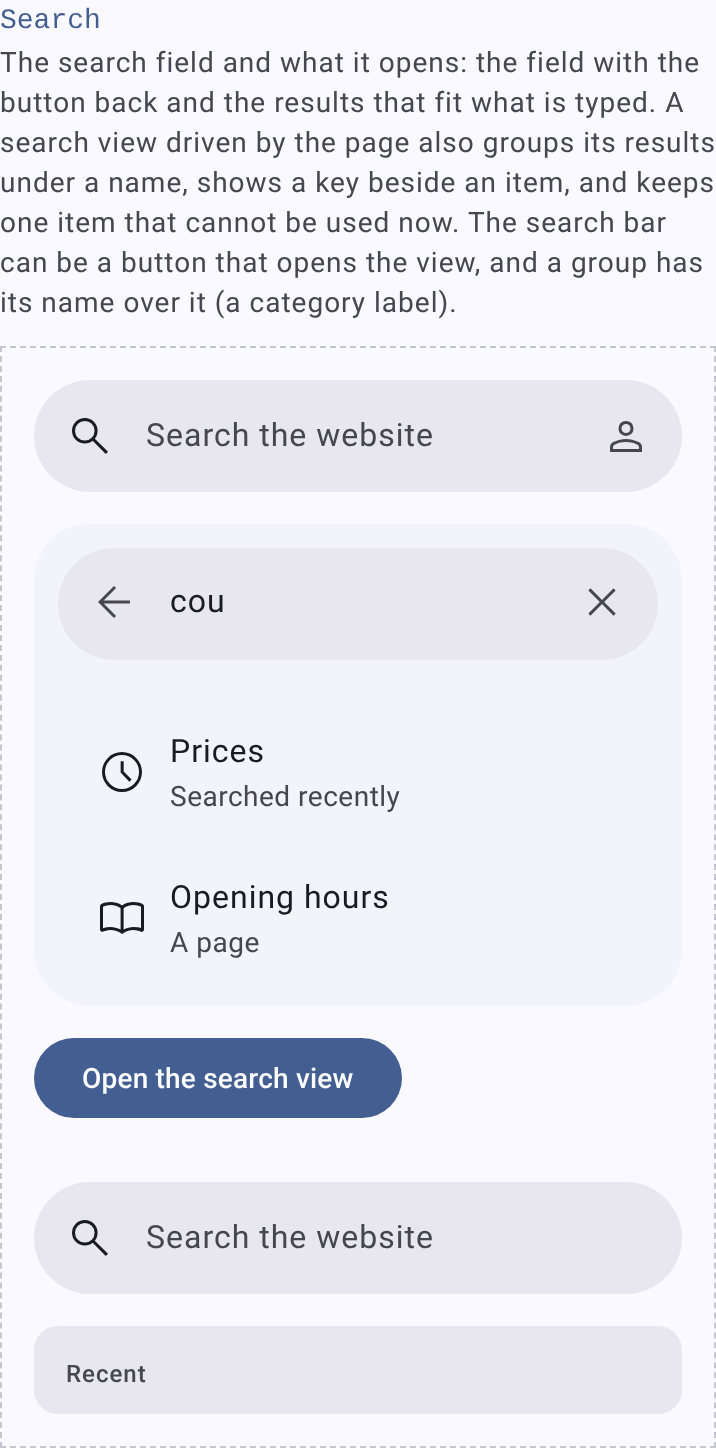 Search
The search field and what it opens: the field with the
button back and the results that fit what is typed. A
search view driven by the page also groups its results
under a name, shows a key beside an item, and keeps
one item that cannot be used now. The search bar
can be a button that opens the view, and a group has
its name over it (a category label).
Search the website
cou
Prices
Searched recently
Opening hours
A page
Open the search view
Search the website
Recent